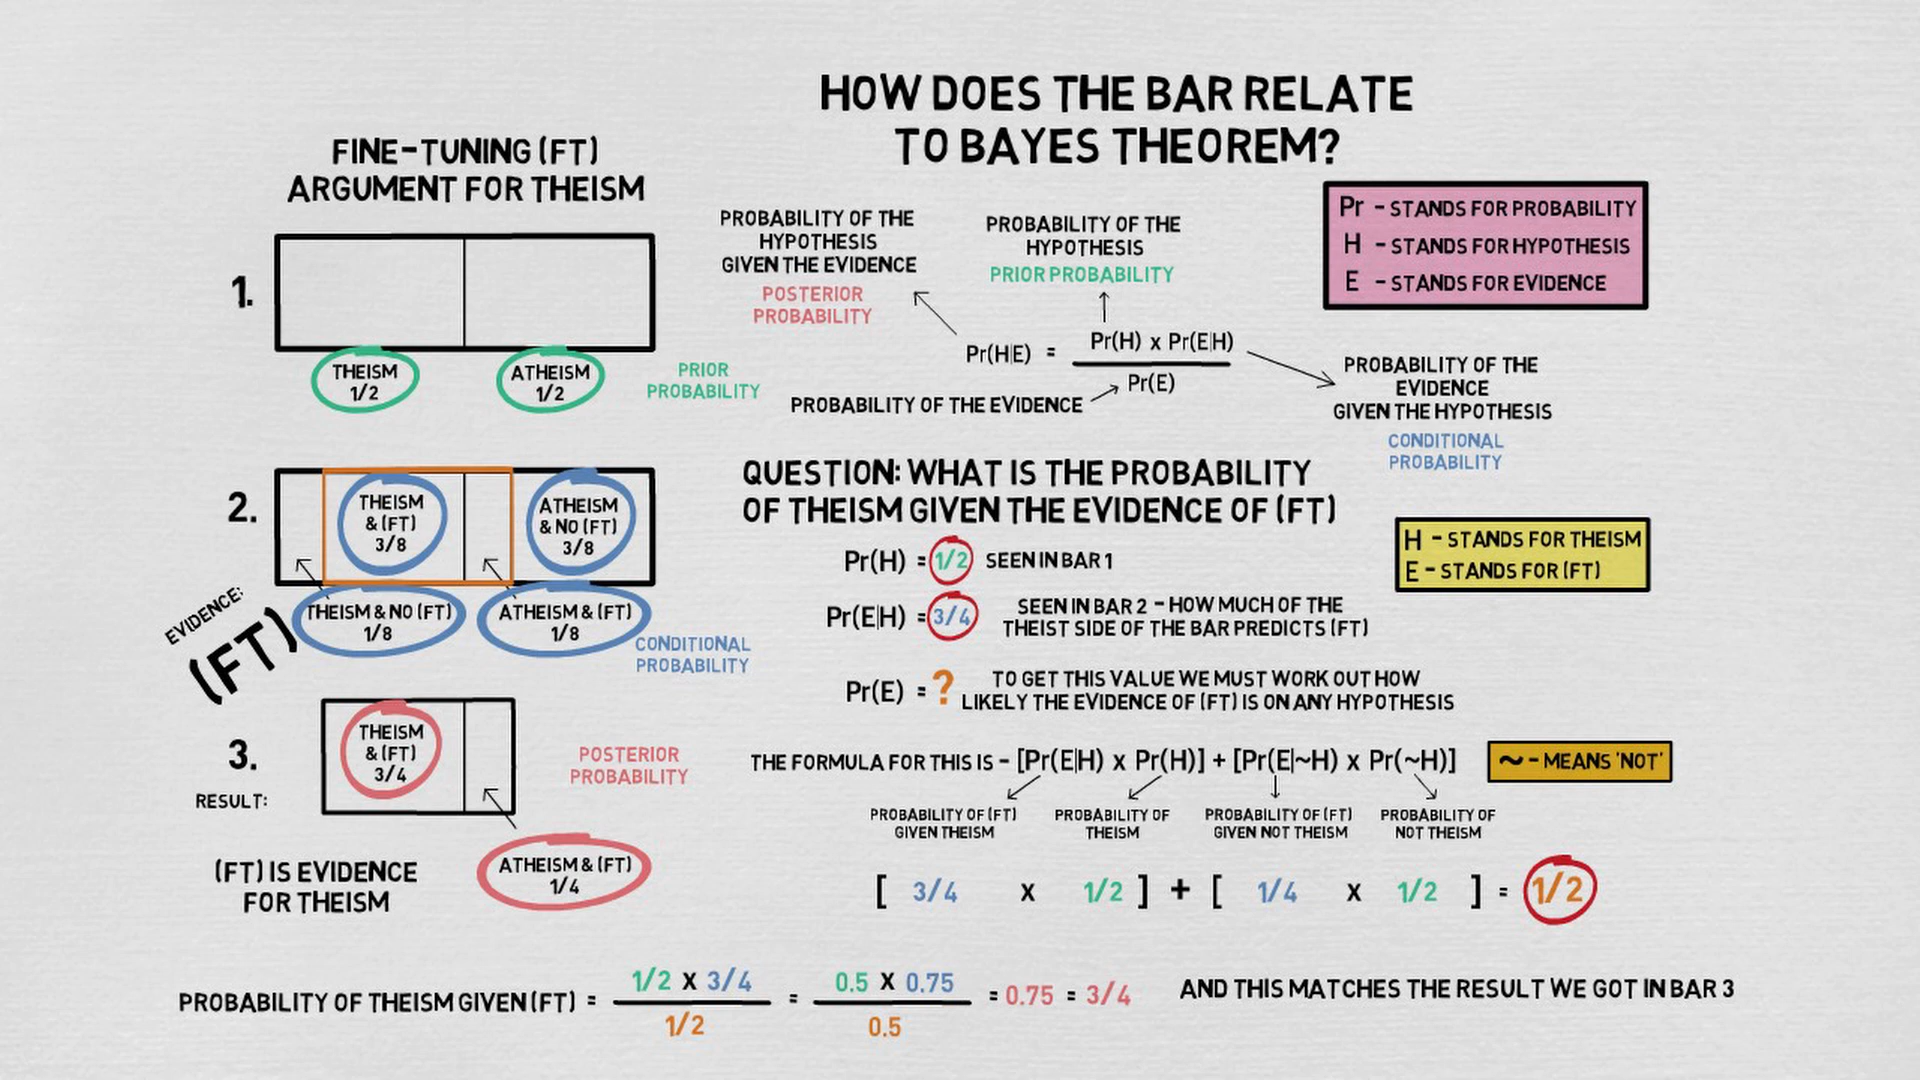 HOW DOES THE BAR RELATE
TO BAYES THEOREM?
FINE-TUNING (FT)
ARGUMENT FOR THEISM
1.
THEISM
1/2
ATHEISM
1/2
PRIOR
PROBABILITY
2.
THEISM
& (FT)
3/8
ATHEISM
& NO (FT)
3/8
EVIDENCE:
(FT)
THEISM & NO (FT)
1/8
ATHEISM & (FT)
1/8
CONDITIONAL
PROBABILITY
3.
RESULT:
THEISM
& (FT)
3/4
POSTERIOR
PROBABILITY
ATHEISM & (FT)
1/4
(FT) IS EVIDENCE
FOR THEISM
PROBABILITY OF THE
HYPOTHESIS
GIVEN THE EVIDENCE
POSTERIOR
PROBABILITY
PROBABILITY OF THE
HYPOTHESIS
PRIOR PROBABILITY
Pr - STANDS FOR PROBABILITY
H - STANDS FOR HYPOTHESIS
E - STANDS FOR EVIDENCE
Pr(H|E) = Pr(H) x Pr(E|H)
Pr(E)
PROBABILITY OF THE EVIDENCE
PROBABILITY OF THE
EVIDENCE
GIVEN THE HYPOTHESIS
CONDITIONAL
PROBABILITY
QUESTION: WHAT IS THE PROBABILITY
OF THEISM GIVEN THE EVIDENCE OF (FT)
H - STANDS FOR THEISM
E - STANDS FOR (FT)
Pr(H) = 1/2 SEEN IN BAR 1
Pr(E|H) = 3/4 SEEN IN BAR 2 - HOW MUCH OF THE
THEIST SIDE OF THE BAR PREDICTS (FT)
Pr(E) = ? TO GET THIS VALUE WE MUST WORK OUT HOW
LIKELY THE EVIDENCE OF (FT) IS ON ANY HYPOTHESIS
THE FORMULA FOR THIS IS - [Pr(E|H) x Pr(H)] + [Pr(E|~H) x Pr(~H)]
~ - MEANS 'NOT'
PROBABILITY OF (FT)
GIVEN THEISM
PROBABILITY OF
THEISM
PROBABILITY OF (FT)
GIVEN NOT THEISM
PROBABILITY OF
NOT THEISM
[ 3/4 x 1/2 ] + [ 1/4 x 1/2 ] = 1/2
PROBABILITY OF THEISM GIVEN (FT) = 1/2 X 3/4 = 0.5 X 0.75 = 0.75 = 3/4
1/2 0.5
AND THIS MATCHES THE RESULT WE GOT IN BAR 3